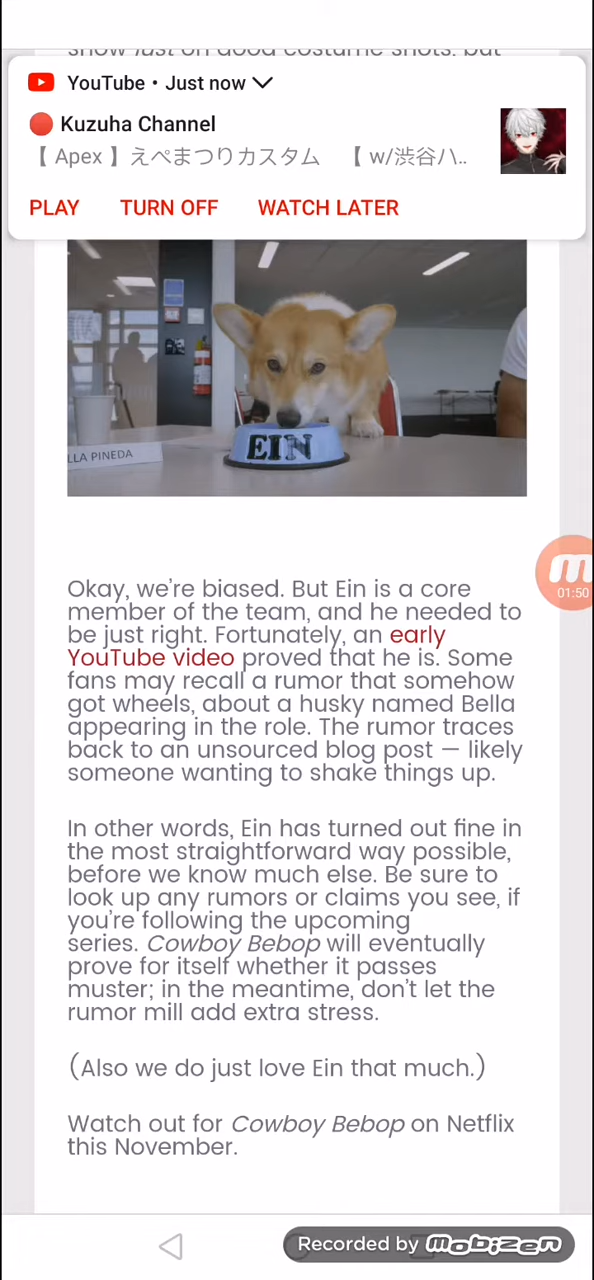 show just on good costume shots, but
YouTube • Just now
Kuzuha Channel
【 Apex 】えぺまつりカスタム 【 w/渋谷ハ..
PLAY TURN OFF WATCH LATER
EIN
LLA PINEDA
01:50
Okay, we're biased. But Ein is a core
member of the team, and he needed to
be just right. Fortunately, an early
YouTube video proved that he is. Some
fans may recall a rumor that somehow
got wheels, about a husky named Bella
appearing in the role. The rumor traces
back to an unsourced blog post — likely
someone wanting to shake things up.
In other words, Ein has turned out fine in
the most straightforward way possible,
before we know much else. Be sure to
look up any rumors or claims you see, if
you're following the upcoming
series. Cowboy Bebop will eventually
prove for itself whether it passes
muster; in the meantime, don't let the
rumor mill add extra stress.
(Also we do just love Ein that much.)
Watch out for Cowboy Bebop on Netflix
this November.
Recorded by mobizen